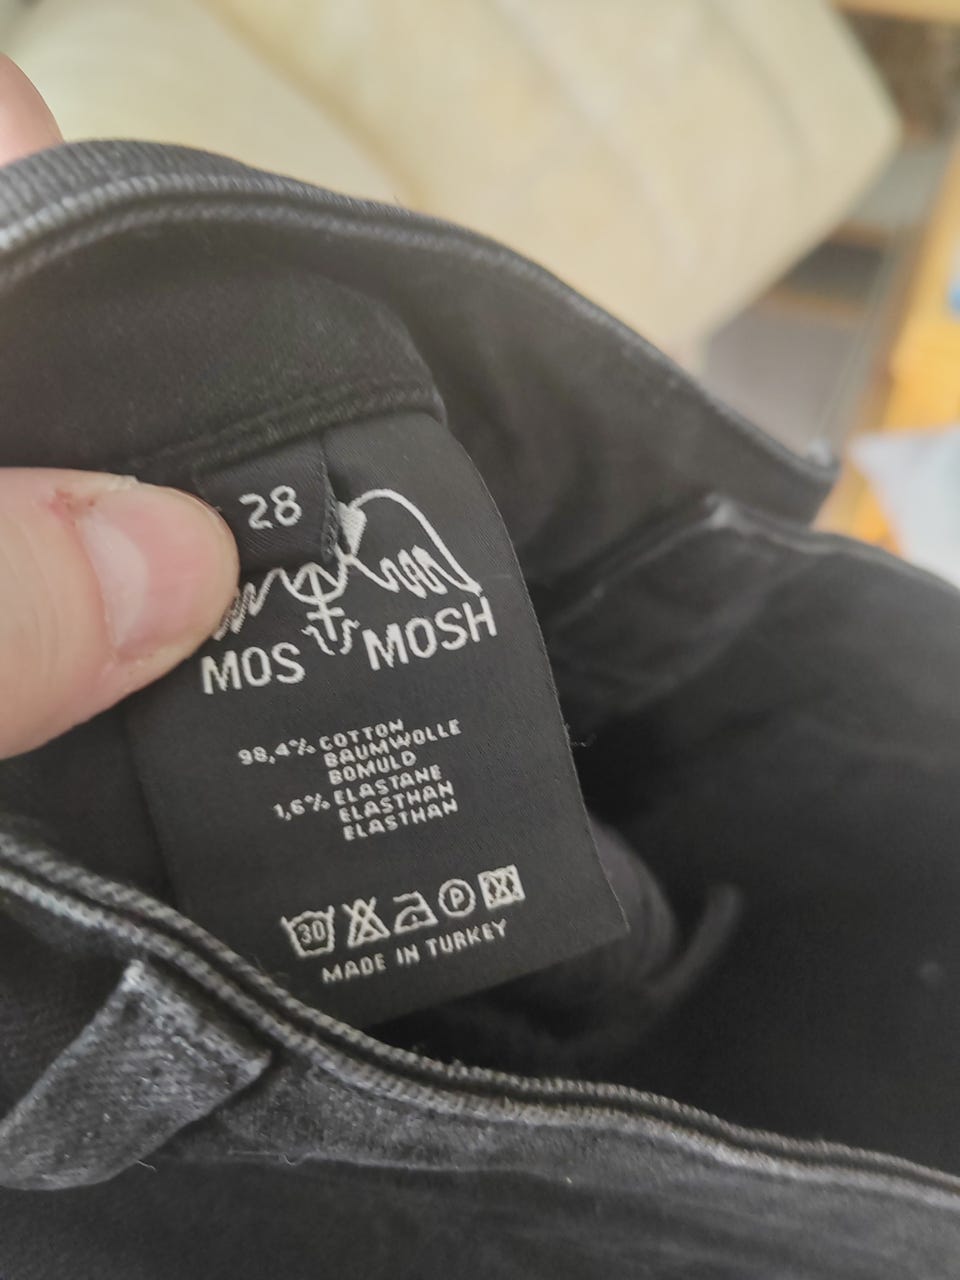 28
MOS MOSH
98,4% COTTON
BAUMWOLLE
BOMULD
1,6% ELASTANE
ELASTHAN
ELASTHAN
30 P
MADE IN TURKEY